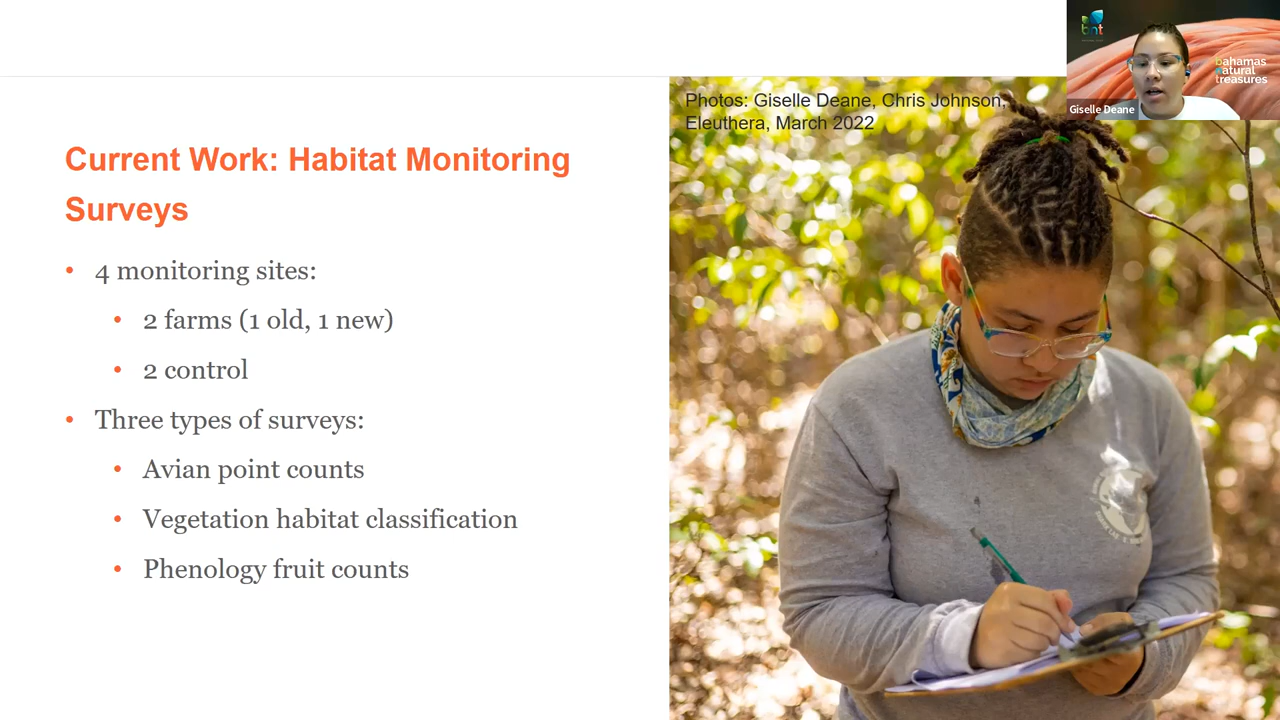 bnt
bahamas
natural
treasures
Giselle Deane
Photos: Giselle Deane, Chris Johnson,
Eleuthera, March 2022
Current Work: Habitat Monitoring
Surveys
• 4 monitoring sites:
• 2 farms (1 old, 1 new)
• 2 control
• Three types of surveys:
• Avian point counts
• Vegetation habitat classification
• Phenology fruit counts